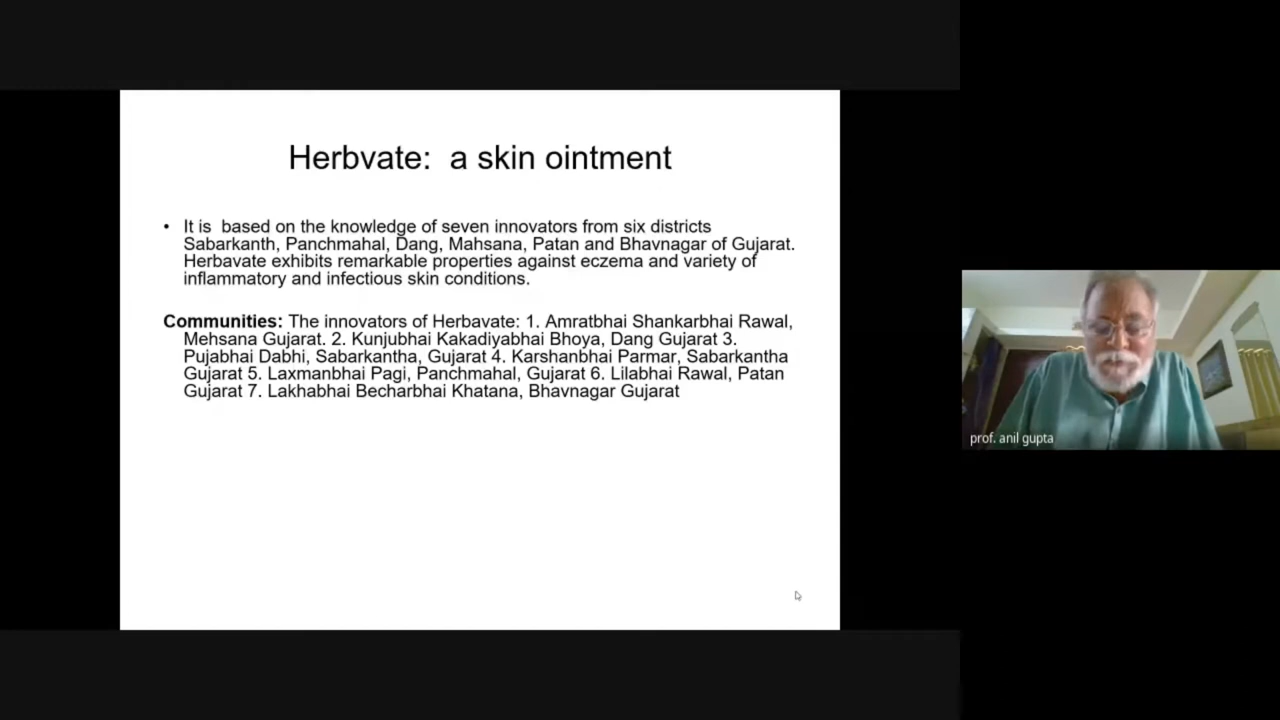 Herbvate: a skin ointment
• It is based on the knowledge of seven innovators from six districts
Sabarkanth, Panchmahal, Dang, Mahsana, Patan and Bhavnagar of Gujarat.
Herbavate exhibits remarkable properties against eczema and variety of
inflammatory and infectious skin conditions.
Communities: The innovators of Herbavate: 1. Amratbhai Shankarbhai Rawal,
Mehsana Gujarat. 2. Kunjubhai Kakadiyabhai Bhoya, Dang Gujarat 3.
Pujabhai Dabhi, Sabarkantha, Gujarat 4. Karshanbhai Parmar, Sabarkantha
Gujarat 5. Laxmanbhai Pagi, Panchmahal, Gujarat 6. Lilabhai Rawal, Patan
Gujarat 7. Lakhabhai Becharbhai Khatana, Bhavnagar Gujarat
prof. anil gupta